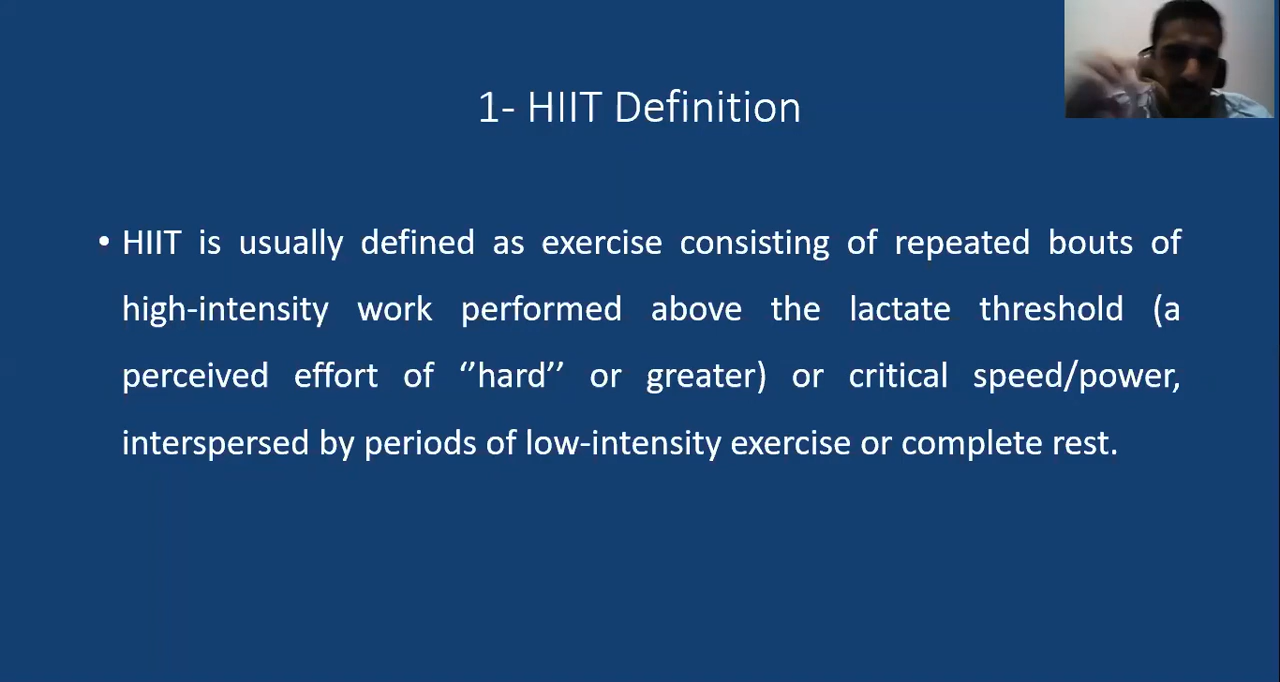 1- HIIT Definition
• HIIT is usually defined as exercise consisting of repeated bouts of
high-intensity work performed above the lactate threshold (a
perceived effort of ‘’hard’’ or greater) or critical speed/power,
interspersed by periods of low-intensity exercise or complete rest.